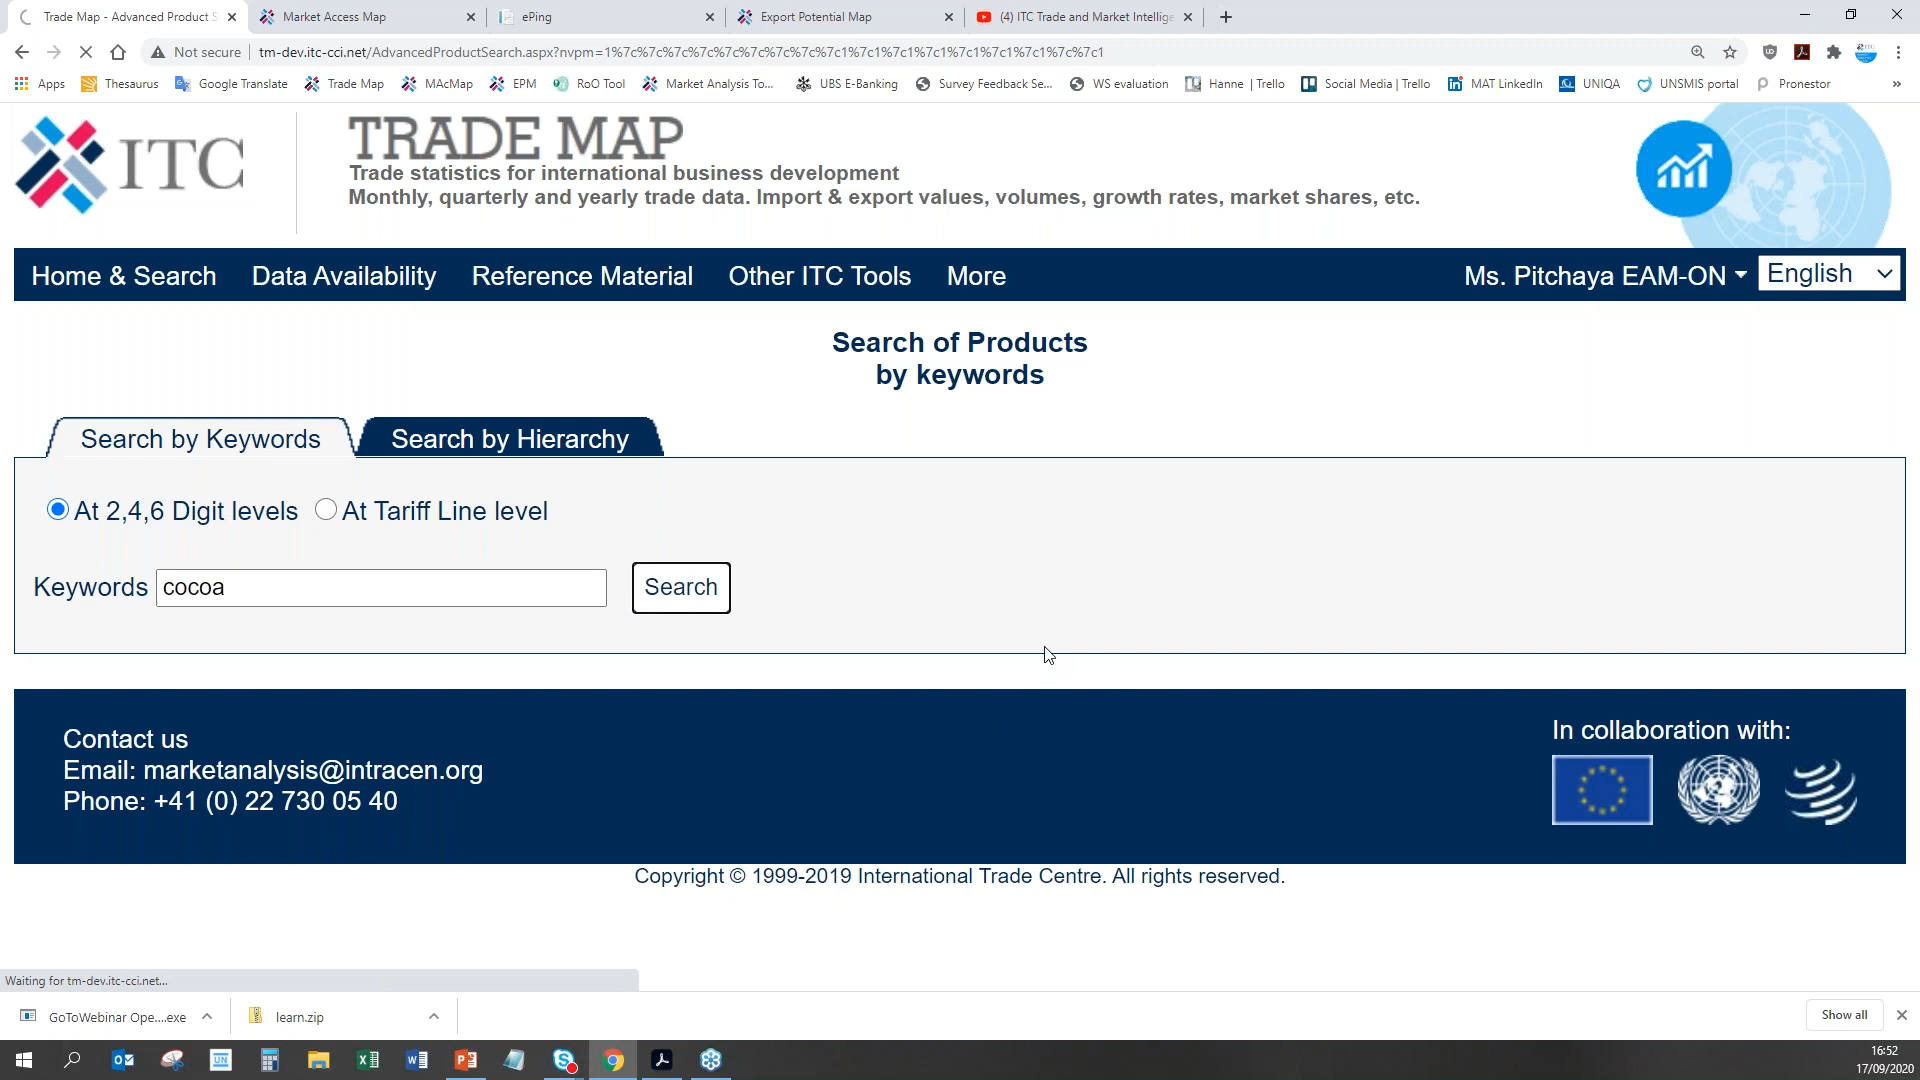 Trade Map - Advanced Product S
Market Access Map
ePing
Export Potential Map
(4) ITC Trade and Market Intellige
Not secure
tm-dev.itc-cci.net/AdvancedProductSearch.aspx?nvpm=1%7c%7c%7c%7c%7c%7c%7c%7c%7c1%7c1%7c1%7c1%7c1%7c1%7c1%7c%7c1
Apps
Thesaurus
Google Translate
Trade Map
MAcMap
EPM
RoO Tool
Market Analysis To...
UBS E-Banking
Survey Feedback Se...
WS evaluation
Hanne | Trello
Social Media | Trello
MAT LinkedIn
UNIQA
UNSMIS portal
Pronestor
ITC
TRADE MAP
Trade statistics for international business development
Monthly, quarterly and yearly trade data. Import & export values, volumes, growth rates, market shares, etc.
Home & Search
Data Availability
Reference Material
Other ITC Tools
More
Ms. Pitchaya EAM-ON
English
Search of Products
by keywords
Search by Keywords
Search by Hierarchy
At 2,4,6 Digit levels
At Tariff Line level
Keywords
cocoa
Search
Contact us
Email: marketanalysis@intracen.org
Phone: +41 (0) 22 730 05 40
In collaboration with:
Copyright © 1999-2019 International Trade Centre. All rights reserved.
Waiting for tm-dev.itc-cci.net...
GoToWebinar Ope....exe
learn.zip
Show all
16:52
17/09/2020